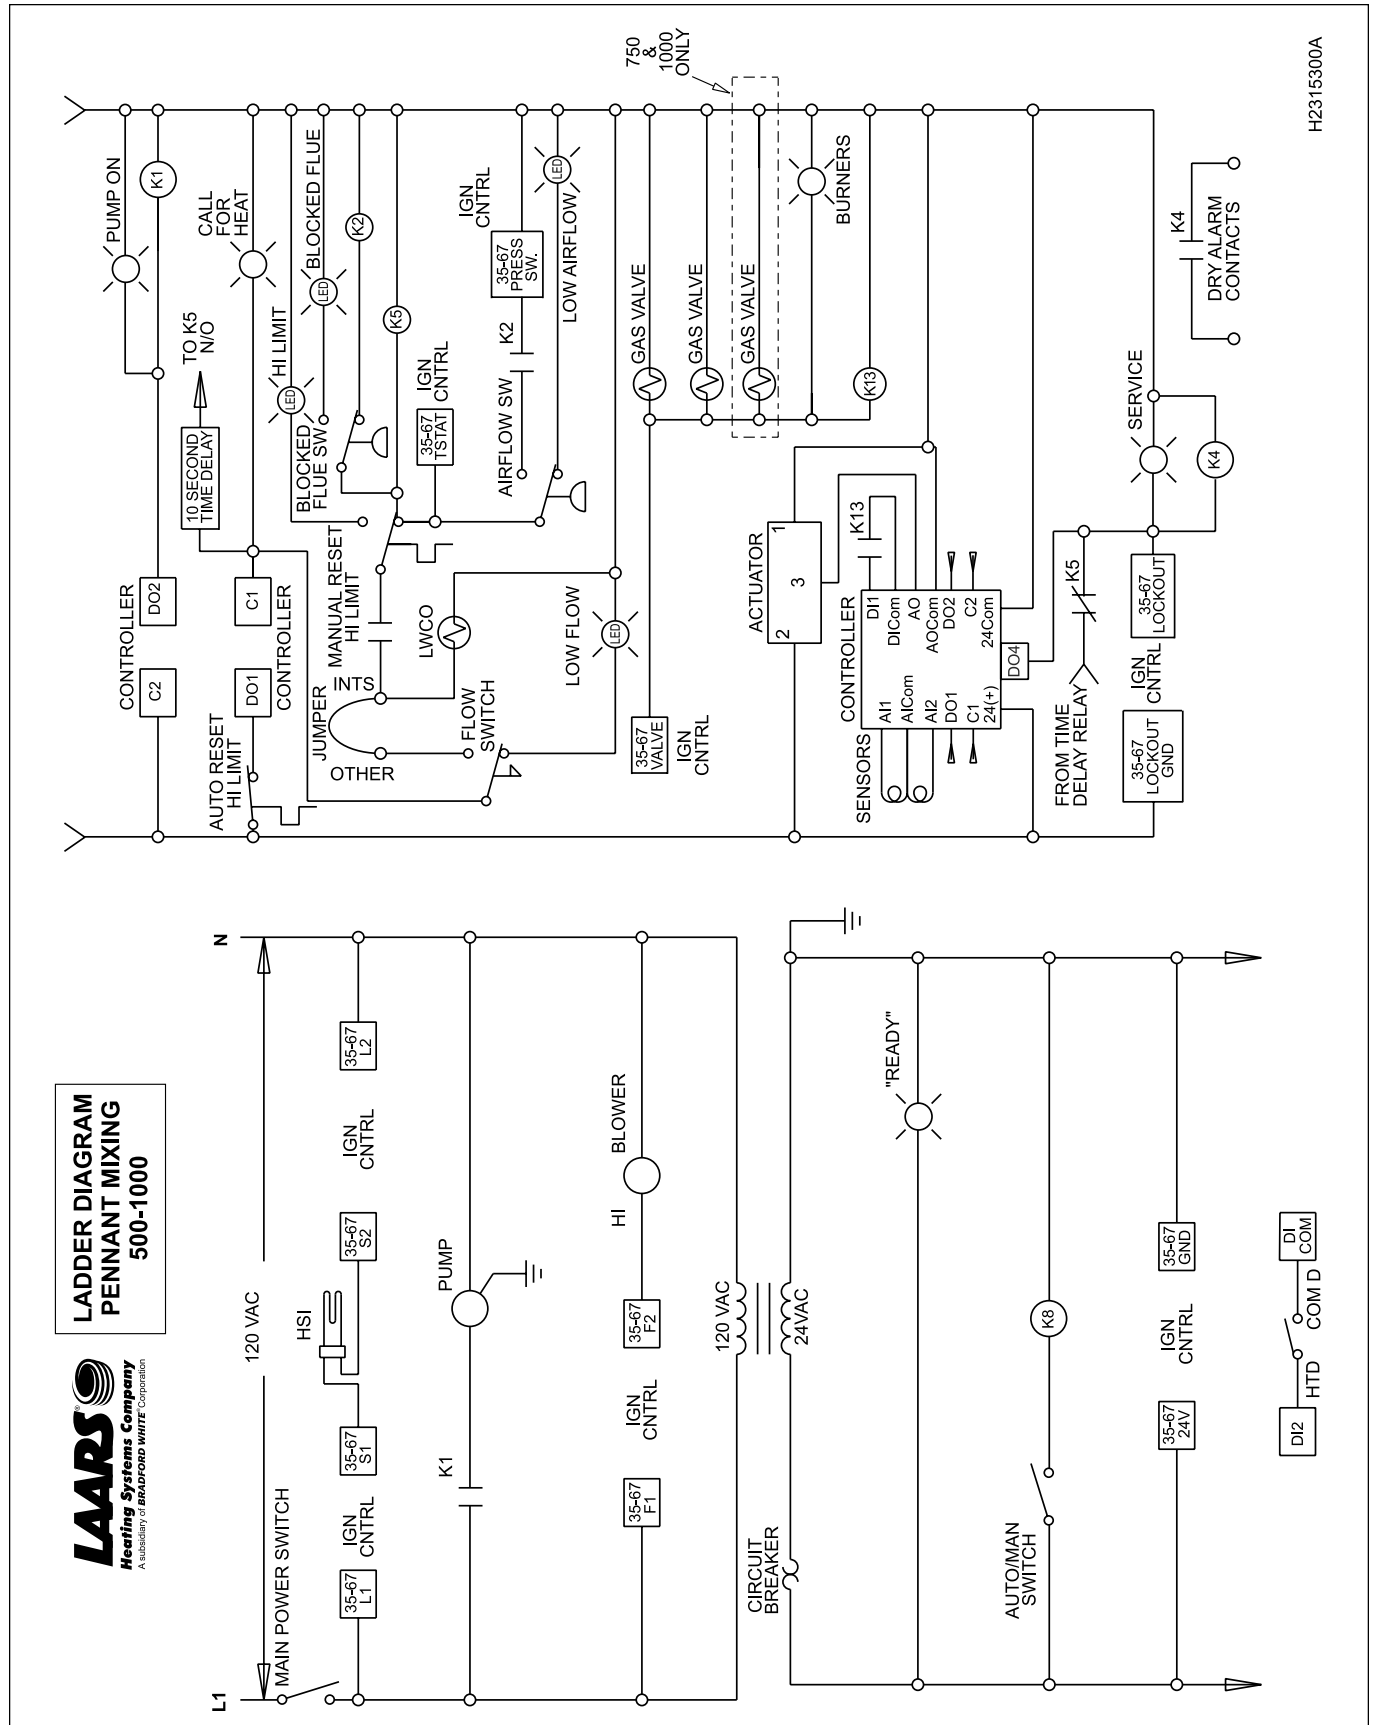 LADDER DIAGRAM
PENNANT MIXING
500-1000
LAARS®
Heating Systems Company
A subsidiary of BRADFORD WHITE® Corporation
L1
N
120 VAC
MAIN POWER SWITCH
35-67
L1
IGN
CNTRL
35-67
S1
HSI
35-67
S2
IGN
CNTRL
35-67
L2
K1
PUMP
35-67
F1
IGN
CNTRL
35-67
F2
HI
BLOWER
120 VAC
24VAC
CIRCUIT
BREAKER
"READY"
AUTO/MAN
SWITCH
K8
35-67
24V
IGN
CNTRL
35-67
GND
DI2
HTD
COM D
DI
COM
PUMP ON
K1
CONTROLLER
C2
DO2
TO K5
N/O
10 SECOND
TIME DELAY
CALL
FOR
HEAT
AUTO RESET
HI LIMIT
DO1
C1
CONTROLLER
HI LIMIT
LED
BLOCKED FLUE
LED
BLOCKED
FLUE SW
K2
K5
JUMPER
INTS
OTHER
MANUAL RESET
HI LIMIT
35-67
TSTAT
IGN
CNTRL
LWCO
FLOW
SWITCH
AIRFLOW SW
K2
35-67
PRESS
SW.
IGN
CNTRL
LED
LOW AIRFLOW
LOW FLOW
LED
35-67
VALVE
IGN
CNTRL
GAS VALVE
GAS VALVE
GAS VALVE
750
&
1000
ONLY
BURNERS
K13
ACTUATOR
2
3
1
CONTROLLER
SENSORS
AI1
AICom
AI2
DO1
C1
24(+)
DI1
DICom
AO
AOCom
DO2
C2
24Com
DO4
K13
FROM TIME
DELAY RELAY
K5
SERVICE
K4
35-67
LOCKOUT
GND
IGN
CNTRL
35-67
LOCKOUT
K4
DRY ALARM
CONTACTS
H2315300A